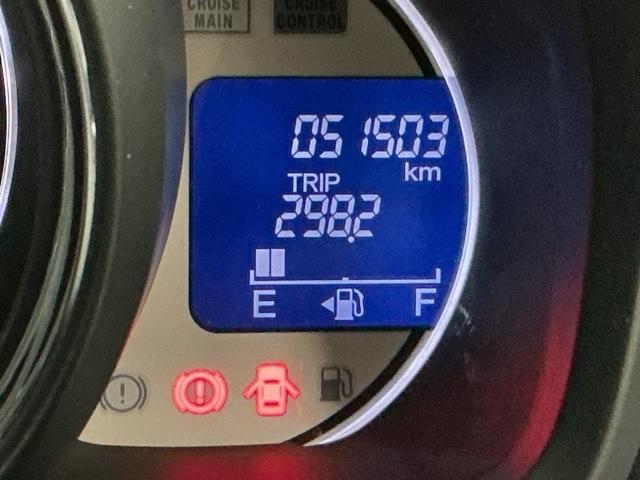 CRUISE
MAIN
CRUISE
CONTROL
051503
km
TRIP
298.2
E
F